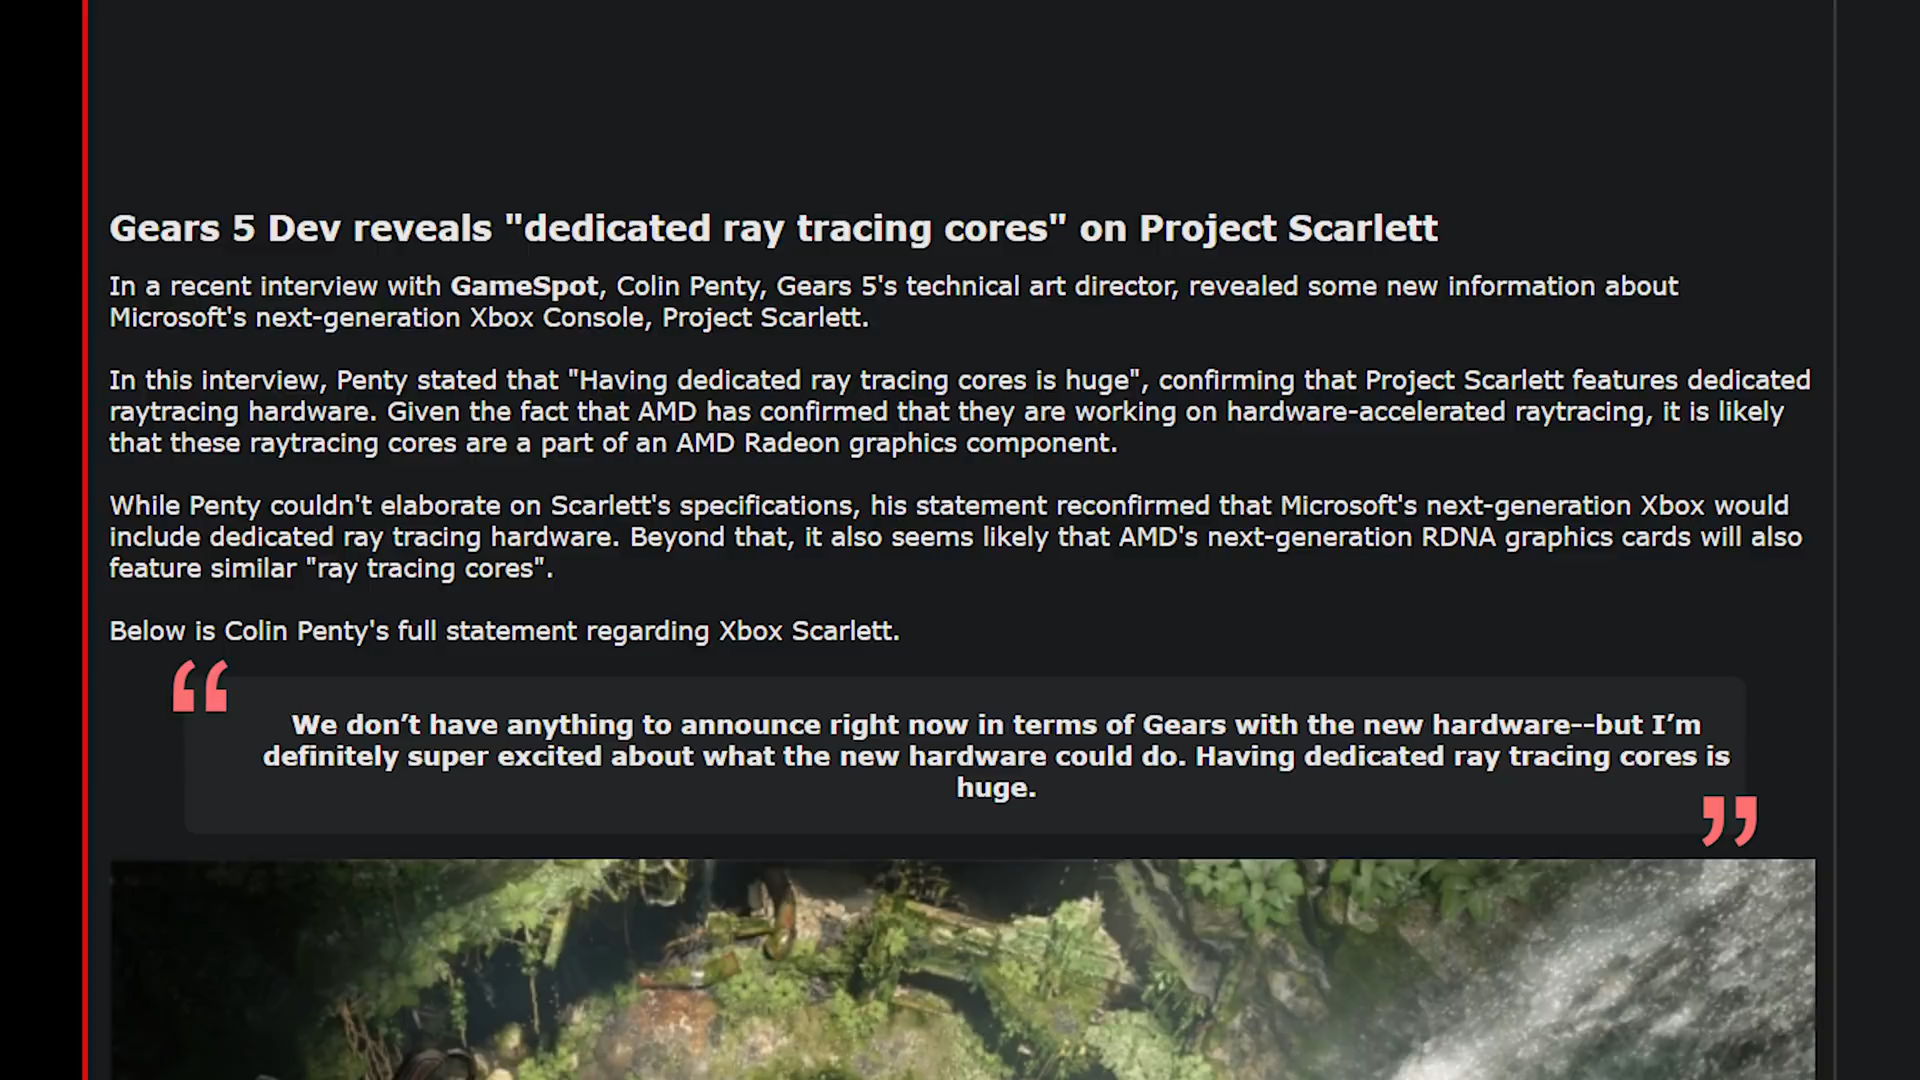 Gears 5 Dev reveals "dedicated ray tracing cores" on Project Scarlett
In a recent interview with GameSpot, Colin Penty, Gears 5's technical art director, revealed some new information about
Microsoft's next-generation Xbox Console, Project Scarlett.
In this interview, Penty stated that "Having dedicated ray tracing cores is huge", confirming that Project Scarlett features dedicated
raytracing hardware. Given the fact that AMD has confirmed that they are working on hardware-accelerated raytracing, it is likely
that these raytracing cores are a part of an AMD Radeon graphics component.
While Penty couldn't elaborate on Scarlett's specifications, his statement reconfirmed that Microsoft's next-generation Xbox would
include dedicated ray tracing hardware. Beyond that, it also seems likely that AMD's next-generation RDNA graphics cards will also
feature similar "ray tracing cores".
Below is Colin Penty's full statement regarding Xbox Scarlett.
“
We don’t have anything to announce right now in terms of Gears with the new hardware--but I’m
definitely super excited about what the new hardware could do. Having dedicated ray tracing cores is
huge.
”